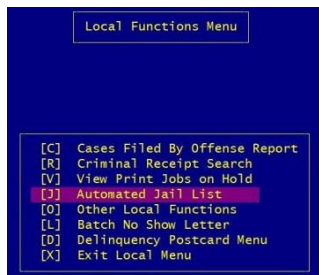 Local Functions Menu
[C] Cases Filed By Offense Report
[R] Criminal Receipt Search
[V] View Print Jobs on Hold
[J] Automated Jail List
[O] Other Local Functions
[L] Batch No Show Letter
[D] Delinquency Postcard Menu
[X] Exit Local Menu